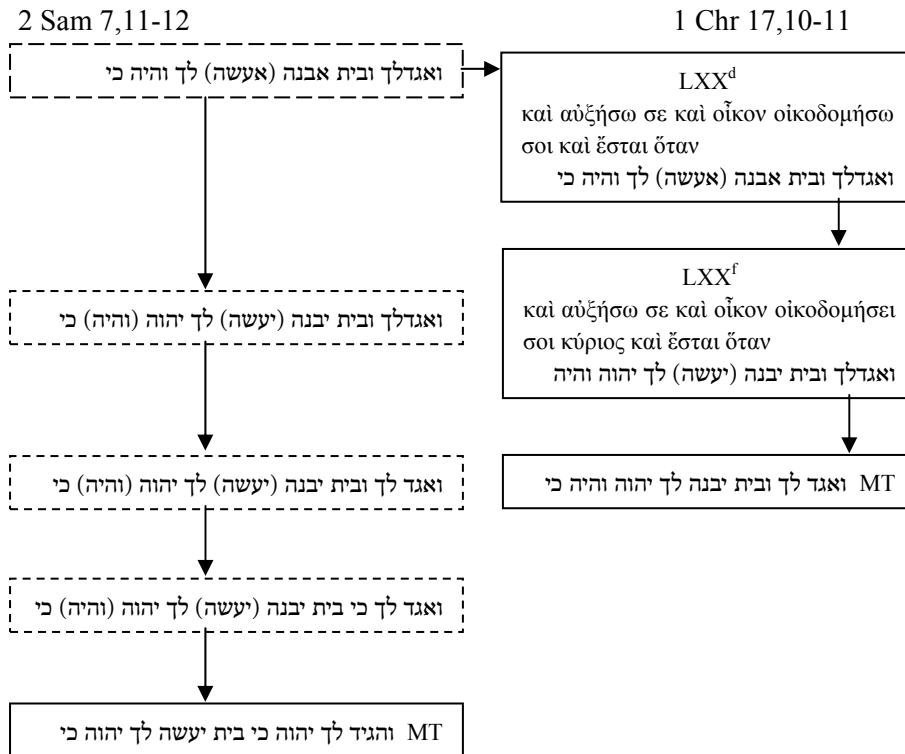 2 Sam 7,11-12
1 Chr 17,10-11
ואגדלך ובית אבנה (אעשה) לך והיה כי
LXXᵈ
καὶ αὐξήσω σε καὶ οἶκον οἰκοδομήσω
σοι καὶ ἔσται ὅταν
ואגדלך ובית אבנה (אעשה) לך והיה כי
LXXᶠ
καὶ αὐξήσω σε καὶ οἶκον οἰκοδομήσει
σοι κύριος καὶ ἔσται ὅταν
ואגדלך ובית יבנה (יעשה) לך יהוה והיה
ואגדלך ובית יבנה (יעשה) לך יהוה (והיה) כי
ואגד לך ובית יבנה (יעשה) לך יהוה (והיה) כי
MT ואגד לך ובית יבנה לך יהוה והיה כי
ואגד לך כי בית יבנה (יעשה) לך יהוה (והיה) כי
MT והגיד לך יהוה כי בית יעשה לך יהוה כי